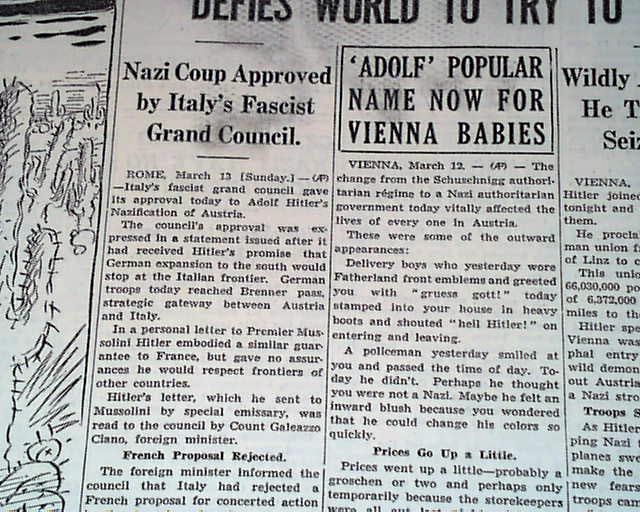 DEFIES WORLD TO TRY TO
Nazi Coup Approved
by Italy's Fascist
Grand Council.
ROME, March 13 [Sunday.]—(AP)
—Italy's fascist grand council gave
its approval today to Adolf Hitler's
Nazification of Austria.
The council's approval was ex-
pressed in a statement issued after it
had received Hitler's promise that
German expansion to the south would
stop at the Italian frontier. German
troops today reached Brenner pass,
strategic gateway between Austria
and Italy.
In a personal letter to Premier Mus-
solini Hitler embodied a similar guar-
antee to France, but gave no assur-
ances he would respect frontiers of
other countries.
Hitler's letter, which he sent to
Mussolini by special emissary, was
read to the council by Count Galeazzo
Ciano, foreign minister.
French Proposal Rejected.
The foreign minister informed the
council that Italy had rejected a
French proposal for concerted action
'ADOLF' POPULAR
NAME NOW FOR
VIENNA BABIES
VIENNA, March 12. — (AP) — The
change from the Schuschnigg authori-
tarian régime to a Nazi authoritarian
government today vitally affected the
lives of every one in Austria.
These were some of the outward
appearances:
Delivery boys who yesterday wore
Fatherland front emblems and greeted
you with "gruess gott!" today
stamped into your house in heavy
boots and shouted "heil Hitler!" on
entering and leaving.
A policeman yesterday smiled at
you and passed the time of day. To-
day he didn't. Perhaps he thought
you were not a Nazi. Maybe he felt an
inward blush because you wondered
that he could change his colors so
quickly.
Prices Go Up a Little.
Prices went up a little—probably a
groschen or two and perhaps only
temporarily because the storekeepers
were all out last
Wildly
He T
Seiz
VIENNA,
Hitler joined
tonight and
them.
He procla
man union f
of Linz to c
This unio
66,030,000 po
of 6,372,000
miles to the
Hitler spe
Vienna was
phal entry
wild demon
out Austria
a Nazi stro
Troops S
As Hitler
ping Nazi
planes swe
make the
new fears
troops cam